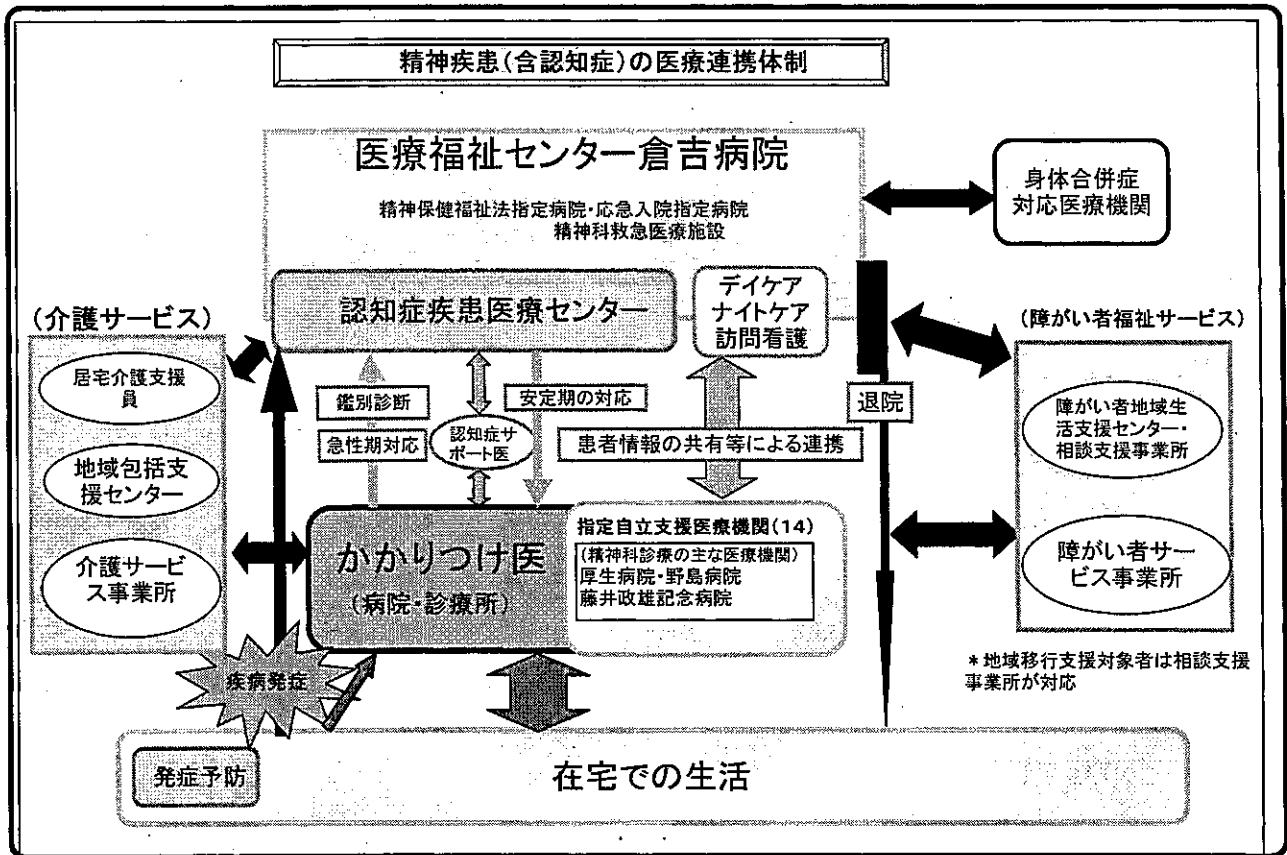 精神疾患(含認知症)の医療連携体制
医療福祉センター倉吉病院
精神保健福祉法指定病院・応急入院指定病院
精神科救急医療施設
身体合併症
対応医療機関
認知症疾患医療センター
デイケア
ナイトケア
訪問看護
(介護サービス)
居宅介護支援
員
地域包括支
援センター
介護サービ
ス事業所
(障がい者福祉サービス)
障がい者地域生
活支援センター・
相談支援事業所
障がい者サー
ビス事業所
鑑別診断
急性期対応
認知症サ
ポート医
安定期の対応
患者情報の共有等による連携
退院
かかりつけ医
(病院・診療所)
指定自立支援医療機関(14)
(精神科診療の主な医療機関)
厚生病院・野島病院
藤井政雄記念病院
*地域移行支援対象者は相談支援
事業所が対応
疾病発症
発症予防
在宅での生活